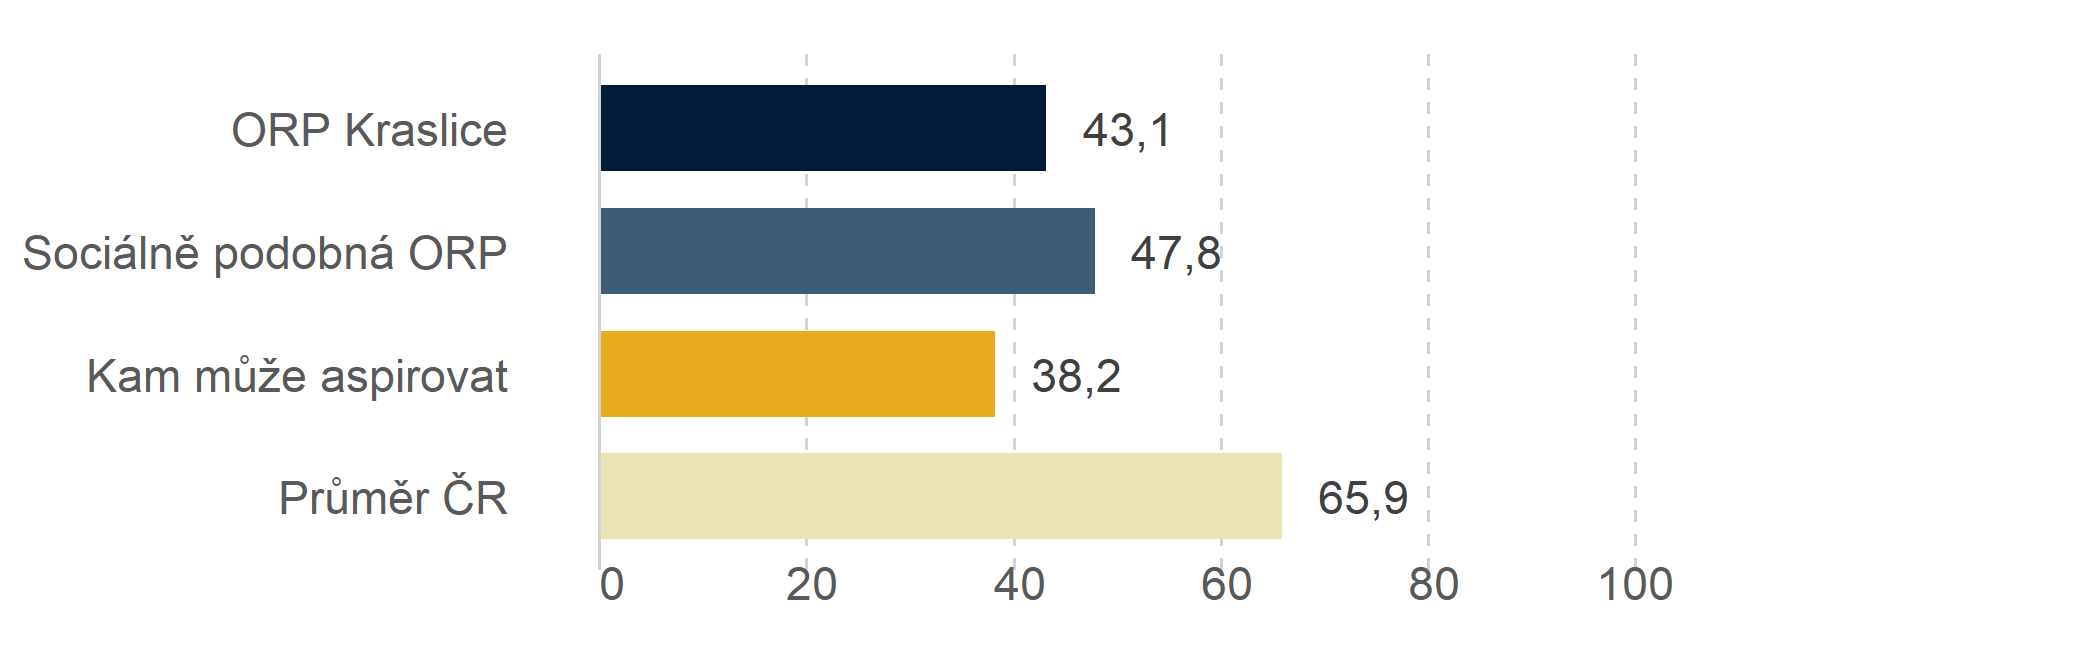 ORP Kraslice 43,1
Sociálně podobná ORP 47,8
Kam může aspirovat 38,2
Průměr ČR 65,9
0 20 40 60 80 100